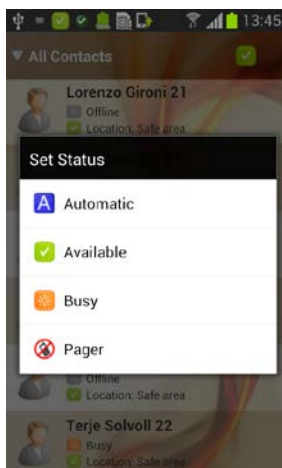 13:45
All Contacts
Lorenzo Gironi 21
Offline
Location: Safe area
Set Status
A Automatic
Available
Busy
Pager
Offline
Location: Safe area
Terje Solvoll 22
Busy
Location: Safe area